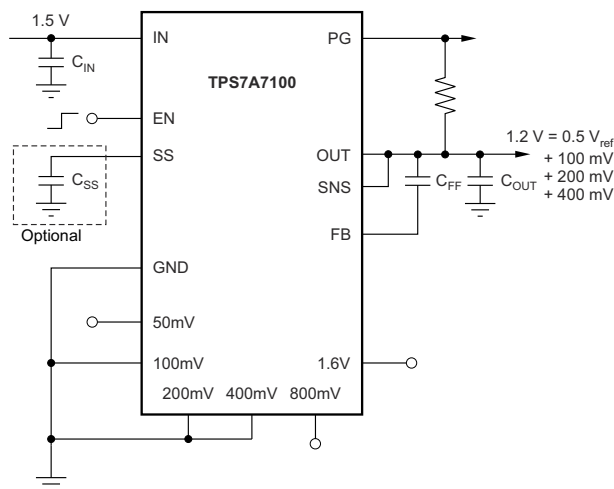 1.5 V
IN
PG
C_IN
TPS7A7100
EN
SS
OUT
1.2 V = 0.5 V_ref
+ 100 mV
+ 200 mV
+ 400 mV
C_SS
SNS
C_FF
C_OUT
Optional
FB
GND
50mV
100mV
1.6V
200mV 400mV 800mV